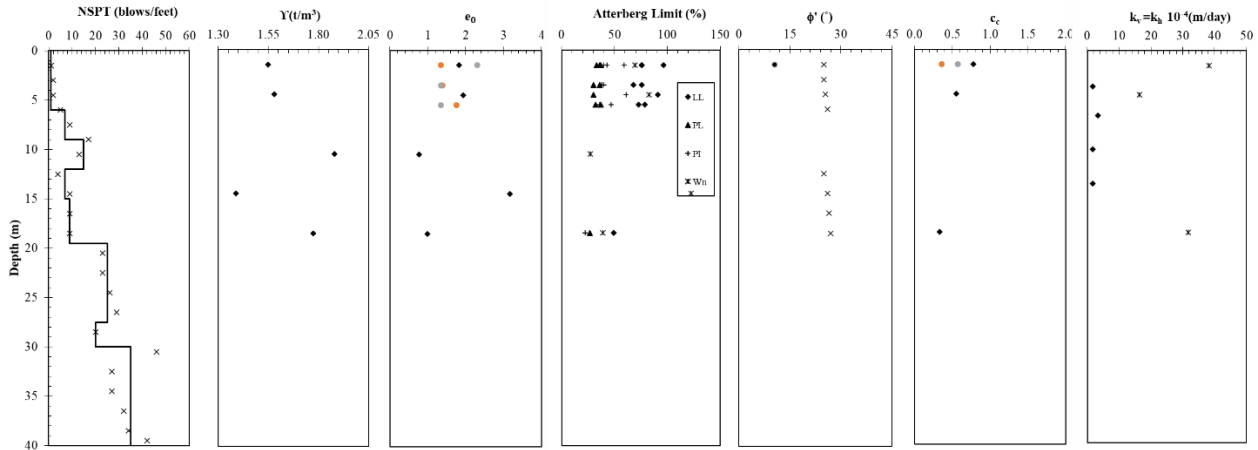 NSPT (blows/feet)
0 10 20 30 40 50 60
ϒ(t/m³)
1.30 1.55 1.80 2.05
e₀
0 1 2 3 4
Atterberg Limit (%)
0 50 100 150
ϕ' (°)
0 15 30 45
c꜀
0.0 0.5 1.0 1.5 2.0
kᵥ=kₕ 10⁻⁴(m/day)
0 10 20 30 40 50
Depth (m)
0
5
10
15
20
25
30
35
40
LL
PL
PI
Wn